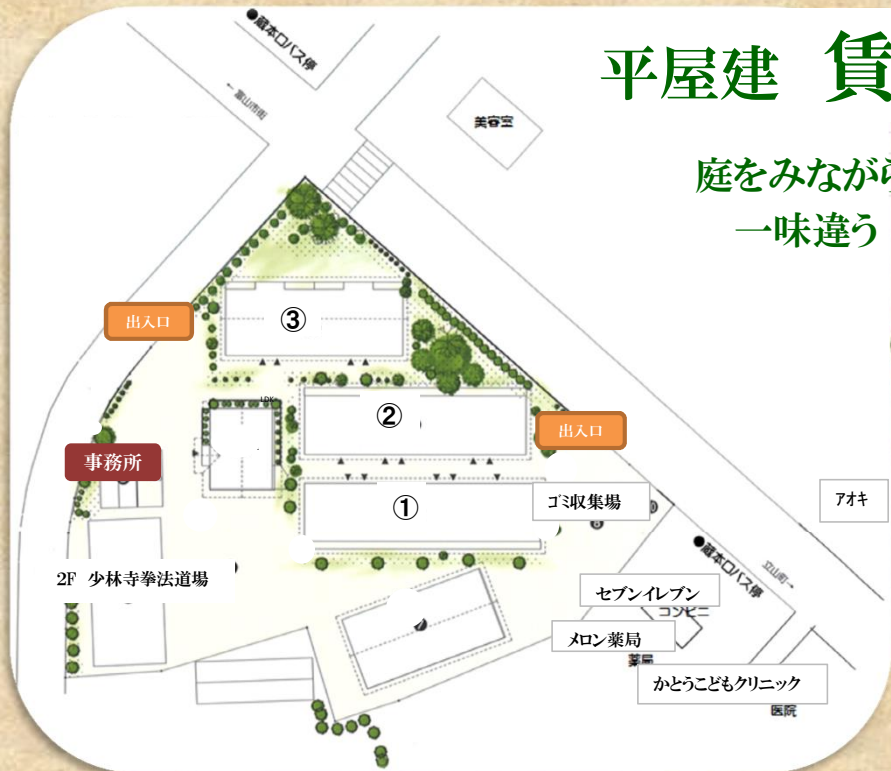 ●蔵本口バス停
平屋建 賃
←富山市街
美容室
庭をみながら
一味違う
出入口
③
LDK
②
出入口
事務所
①
ゴミ収集場
アオキ
●蔵本口バス停
立山町→
2F 少林寺拳法道場
セブンイレブン
コンビニ
メロン薬局
薬局
かとうこどもクリニック
医院